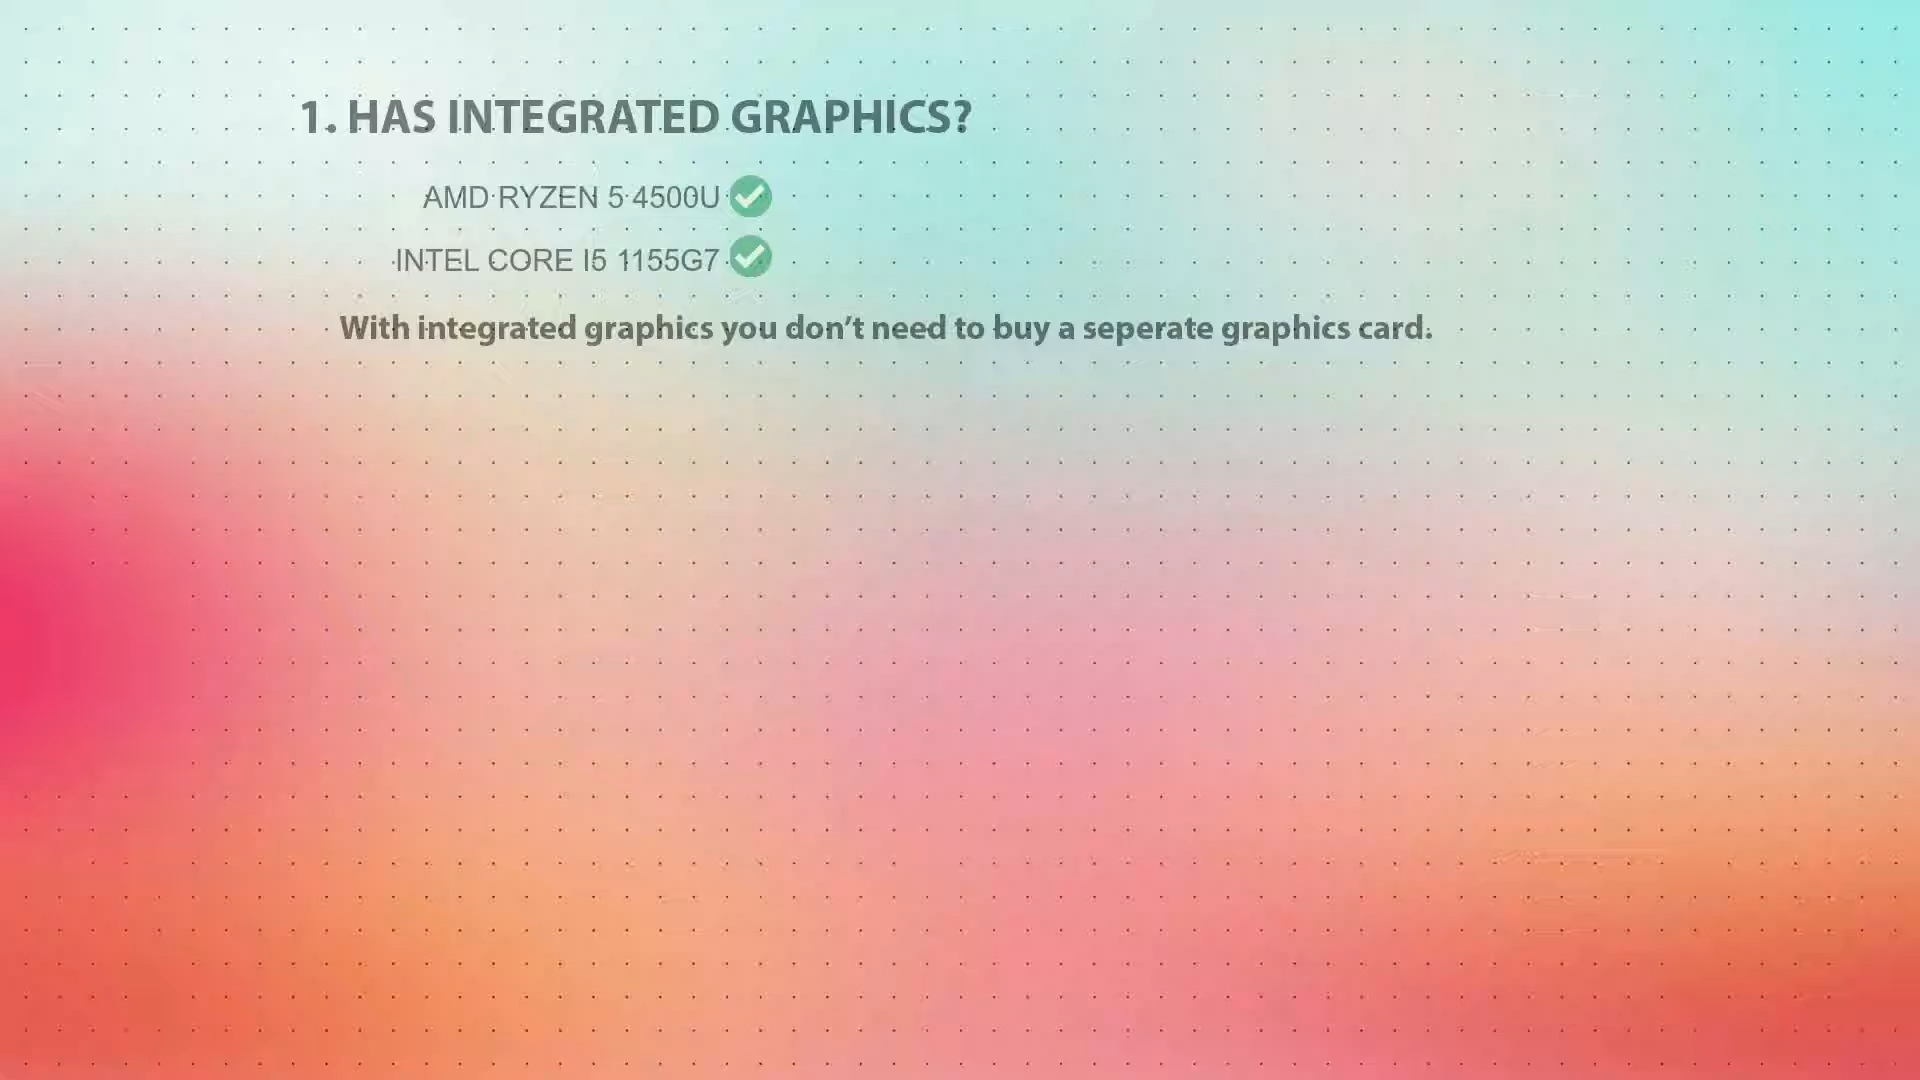 1. HAS INTEGRATED GRAPHICS?
AMD RYZEN 5 4500U
INTEL CORE I5 1155G7
With integrated graphics you don’t need to buy a seperate graphics card.